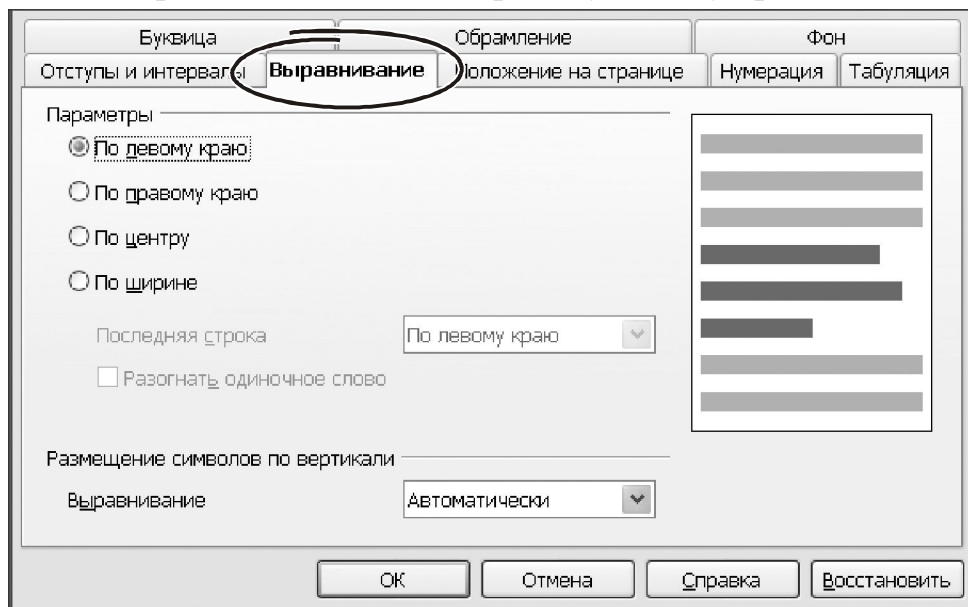 Буквица Обрамление Фон
Отступы и интервалы Выравнивание Положение на странице Нумерация Табуляция
Параметры
По левому краю
По правому краю
По центру
По ширине
Последняя строка По левому краю
Разогнать одиночное слово
Размещение символов по вертикали
Выравнивание Автоматически
ОК Отмена Справка Восстановить